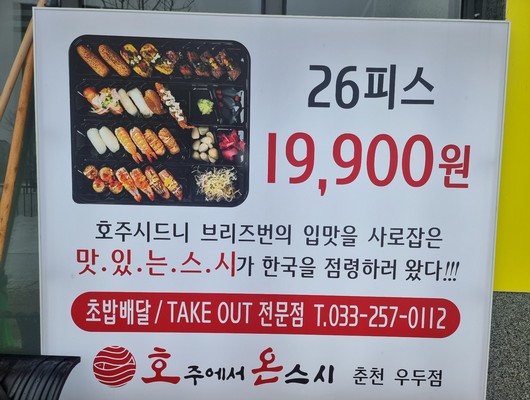 26피스
19,900원
호주시드니 브리즈번의 입맛을 사로잡은
맛.있.는.스.시가 한국을 점령하러 왔다!!!
초밥배달 / TAKE OUT 전문점 T.033-257-0112
호주에서 온스시 춘천 우두점